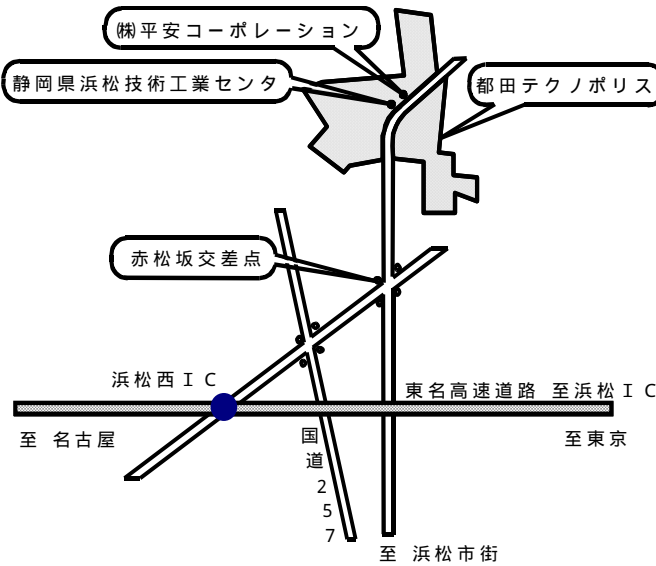 ㈱平安コーポレーション
静岡県浜松技術工業センタ
都田テクノポリス
赤松坂交差点
浜松西IC
東名高速道路 至浜松IC
至 名古屋
至東京
国道257
至 浜松市街